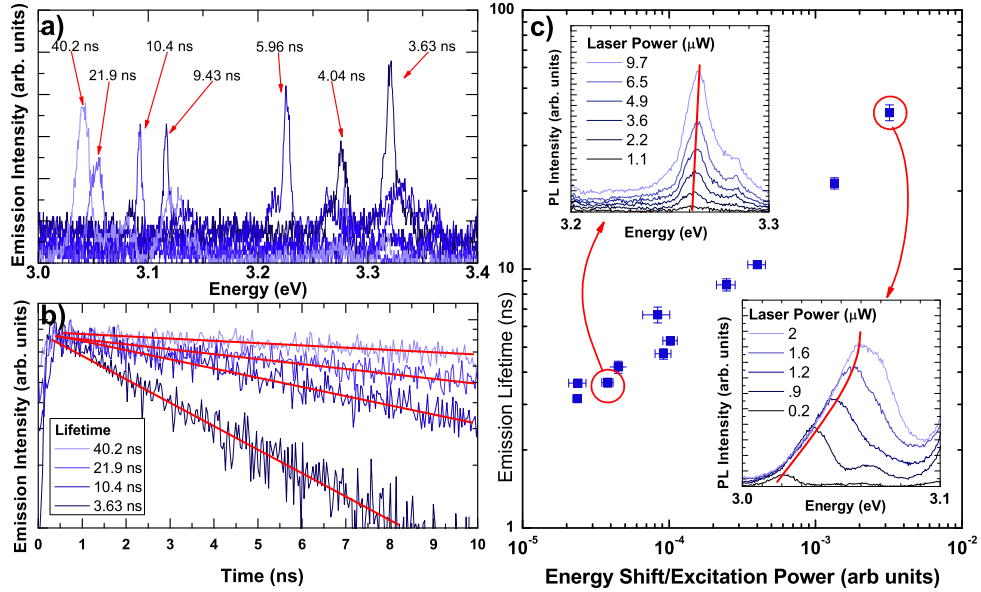 a)
40.2 ns
10.4 ns
5.96 ns
3.63 ns
21.9 ns
9.43 ns
4.04 ns
Emission Intensity (arb. units)
3.0 3.1 3.2 3.3 3.4
Energy (eV)
b)
Emission Intensity (arb. units)
Lifetime
40.2 ns
21.9 ns
10.4 ns
3.63 ns
0 1 2 3 4 5 6 7 8 9 10
Time (ns)
c)
100
10
1
Emission Lifetime (ns)
Laser Power (μW)
9.7
6.5
4.9
3.6
2.2
1.1
PL Intensity (arb. units)
3.2 3.3
Energy (eV)
Laser Power (μW)
2
1.6
1.2
.9
0.2
PL Intensity (arb. units)
3.0 3.1
Energy (eV)
10-5 10-4 10-3 10-2
Energy Shift/Excitation Power (arb units)